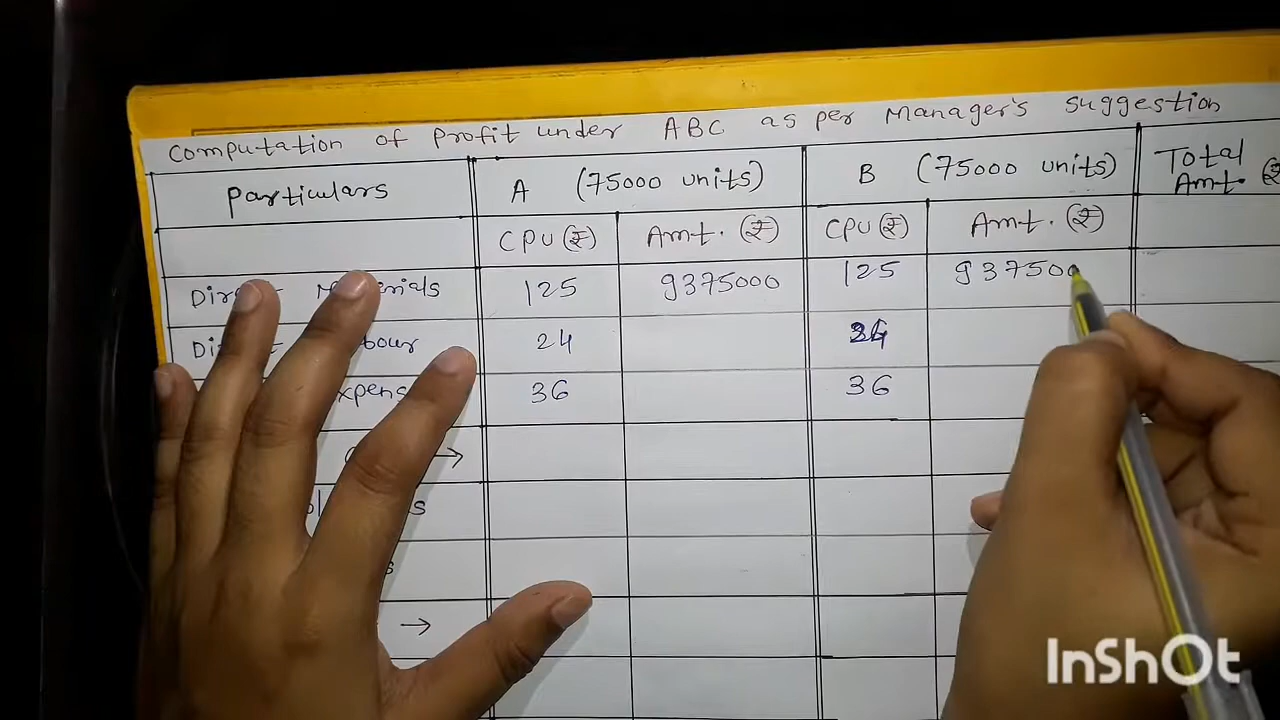 Computation of Profit under ABC as per Manager's suggestion
Particulars A (75000 units) B (75000 units) Total Amt. (₹
CPU (₹) Amt. (₹) CPU (₹) Amt. (₹)
125 9375000 125 937500
24
36 36
InShOt